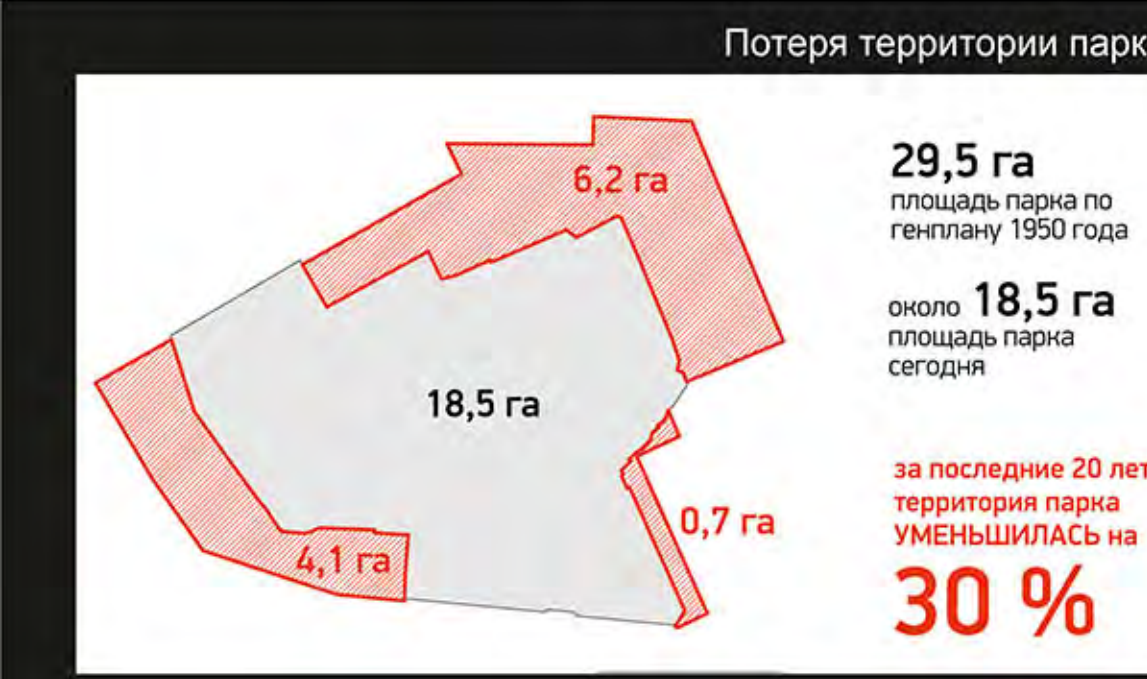 Потеря территории парк
6,2 га
29,5 га
площадь парка по
генплану 1950 года
около 18,5 га
площадь парка
сегодня
18,5 га
за последние 20 лет
территория парка
УМЕНЬШИЛАСЬ на
30 %
0,7 га
4,1 га